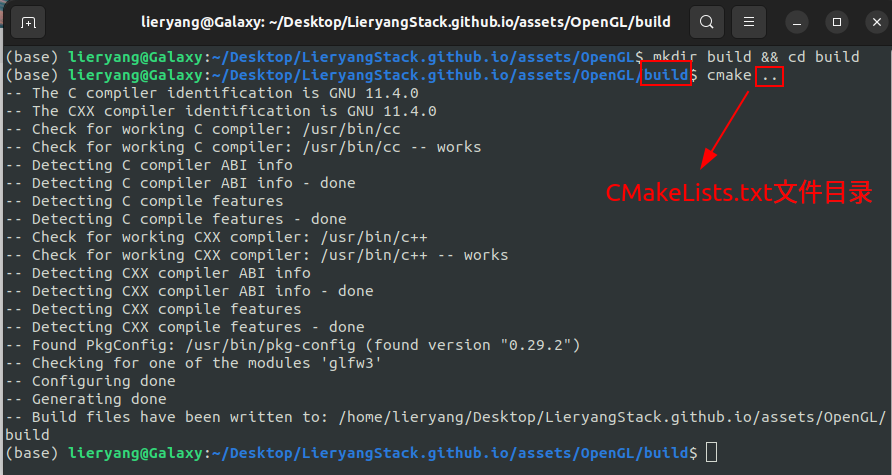 lieryang@Galaxy: ~/Desktop/LieryangStack.github.io/assets/OpenGL/build
(base) lieryang@Galaxy:~/Desktop/LieryangStack.github.io/assets/OpenGL$ mkdir build && cd build
(base) lieryang@Galaxy:~/Desktop/LieryangStack.github.io/assets/OpenGL/build$ cmake ..
-- The C compiler identification is GNU 11.4.0
-- The CXX compiler identification is GNU 11.4.0
-- Check for working C compiler: /usr/bin/cc
-- Check for working C compiler: /usr/bin/cc -- works
-- Detecting C compiler ABI info
-- Detecting C compiler ABI info - done
-- Detecting C compile features
-- Detecting C compile features - done
-- Check for working CXX compiler: /usr/bin/c++
-- Check for working CXX compiler: /usr/bin/c++ -- works
-- Detecting CXX compiler ABI info
-- Detecting CXX compiler ABI info - done
-- Detecting CXX compile features
-- Detecting CXX compile features - done
-- Found PkgConfig: /usr/bin/pkg-config (found version "0.29.2")
-- Checking for one of the modules 'glfw3'
-- Configuring done
-- Generating done
-- Build files have been written to: /home/lieryang/Desktop/LieryangStack.github.io/assets/OpenGL/
build
(base) lieryang@Galaxy:~/Desktop/LieryangStack.github.io/assets/OpenGL/build$
CMakeLists.txt文件目录